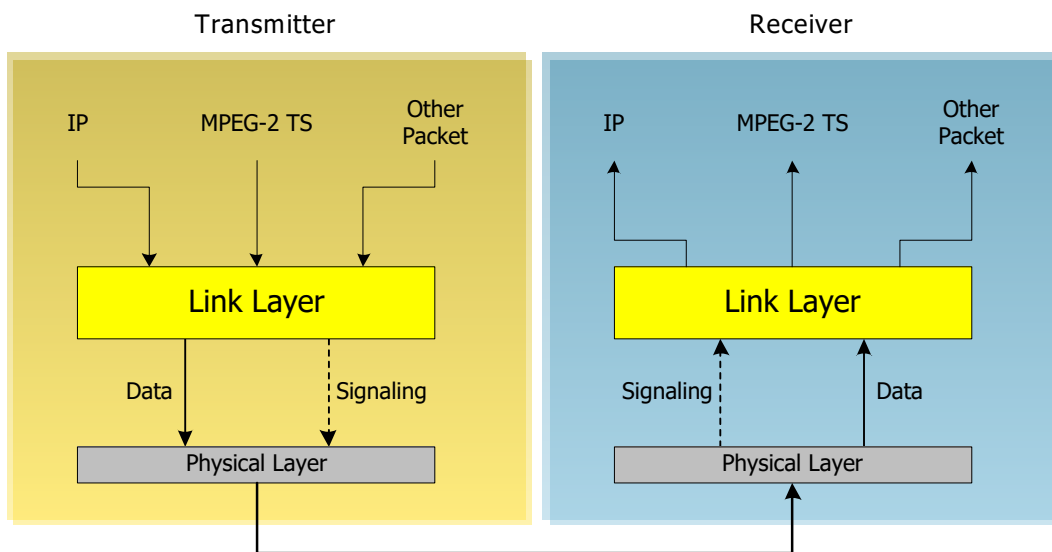 Transmitter
Receiver
IP
MPEG-2 TS
Other
Packet
IP
MPEG-2 TS
Other
Packet
Link Layer
Link Layer
Data
Signaling
Signaling
Data
Physical Layer
Physical Layer